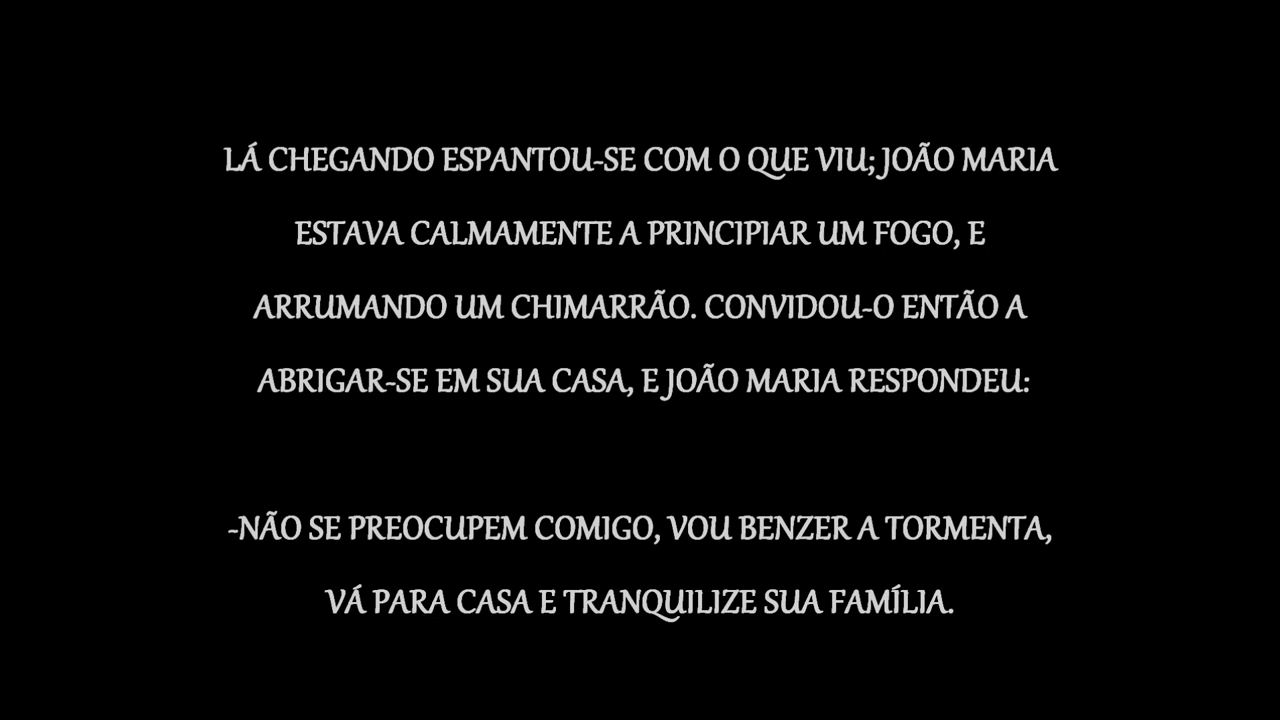 LÁ CHEGANDO ESPANTOU-SE COM O QUE VIU; JOÃO MARIA
ESTAVA CALMAMENTE A PRINCIPIAR UM FOGO, E
ARRUMANDO UM CHIMARRÃO. CONVIDOU-O ENTÃO A
ABRIGAR-SE EM SUA CASA, E JOÃO MARIA RESPONDEU:
-NÃO SE PREOCUPEM COMIGO, VOU BENZER A TORMENTA,
VÁ PARA CASA E TRANQUILIZE SUA FAMÍLIA.